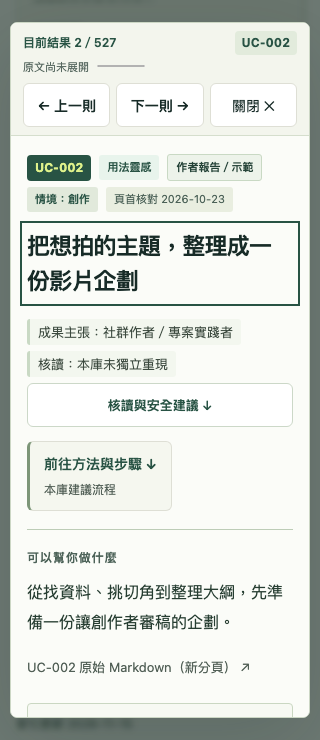 目前結果 2 / 527
UC-002
原文尚未展開
← 上一則
下一則 →
關閉 ×
UC-002
用法靈感
作者報告 / 示範
情境：創作
頁首核對 2026-10-23
把想拍的主題，整理成一
份影片企劃
成果主張：社群作者 / 專案實踐者
核讀：本庫未獨立重現
核讀與安全建議 ↓
前往方法與步驟 ↓
本庫建議流程
可以幫你做什麼
從找資料、挑切角到整理大綱，先準
備一份讓創作者審稿的企劃。
UC-002 原始 Markdown（新分頁） ↗